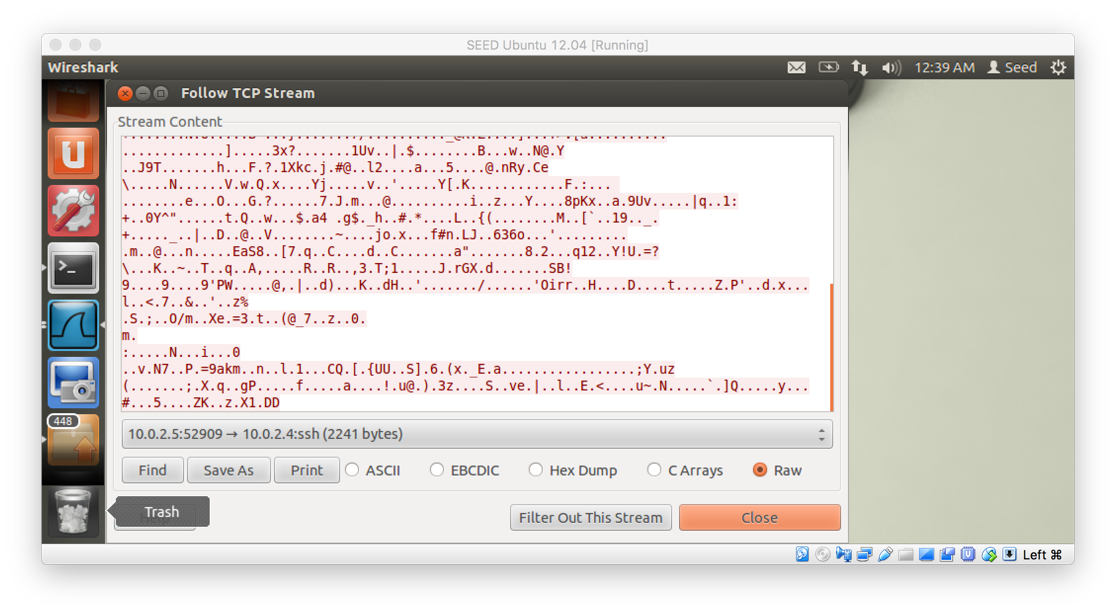 SEED Ubuntu 12.04 [Running]
Wireshark
12:39 AM
Seed
Follow TCP Stream
Stream Content
.............].....3x?.......1Uv..|.$........B...w..N@.Y
..J9T.......h...F.?.1Xkc.j.#@..l2....a...5....@.nRy.Ce
\.....N......V.w.Q.x....Yj.....v..'.....Y[.K............F.:...
........e...O...G.?......7.J.m...@..........i..z...Y....8pKx..a.9Uv.....|q..1:
+..0Y^"......t.Q..w...$.a4 .g$._h..#.*....L..{(........M..[`..19.._.
+....._..|..D..@..V........~....jo.x...f#n.LJ..636o...'.........
.m..@...n.....EaS8..[7.q..C....d..C.......a".......8.2...q12..Y!U.=?
\...K..~..T..q..A,.....R..R..,3.T;1.....J.rGX.d.......SB!
9....9....9'PW.....@,.|..d)...K..dH..'......./......'Oirr..H....D....t.....Z.P'..d.x...
l..<.7..&..'..z%
.S.;..O/m..Xe.=3.t..(@_7..z..0.
m.
:.....N...i...0
..v.N7..P.=9akm..n..l.1...CQ.[.{UU..S].6.(x._E.a................;Y.uz
(.......;.X.q..gP.....f.....a....!.u@.).3z....S..ve.|..l..E.<....u~.N.....`.]Q.....y...
#...5....ZK..z.X1.DD
10.0.2.5:52909 → 10.0.2.4:ssh (2241 bytes)
Find
Save As
Print
ASCII
EBCDIC
Hex Dump
C Arrays
Raw
448
Trash
Filter Out This Stream
Close
Left ⌘